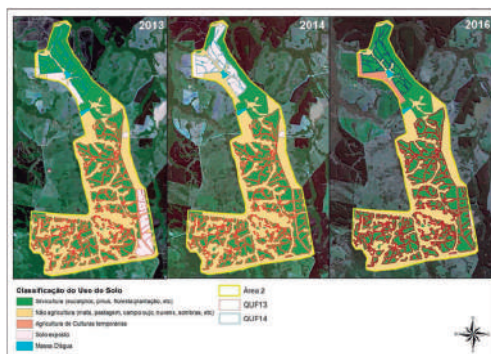 2013
2014
2016
Classificação do Uso do Solo
Silvicultura (eucaliptos, pinus, floresta/plantação, etc)
Não agricultura (mata, pastagem, campo sujo, nuvens, sombras, etc)
Agricultura de Culturas temporárias
Solo exposto
Massa D'água
Área 2
QUF13
QUF14